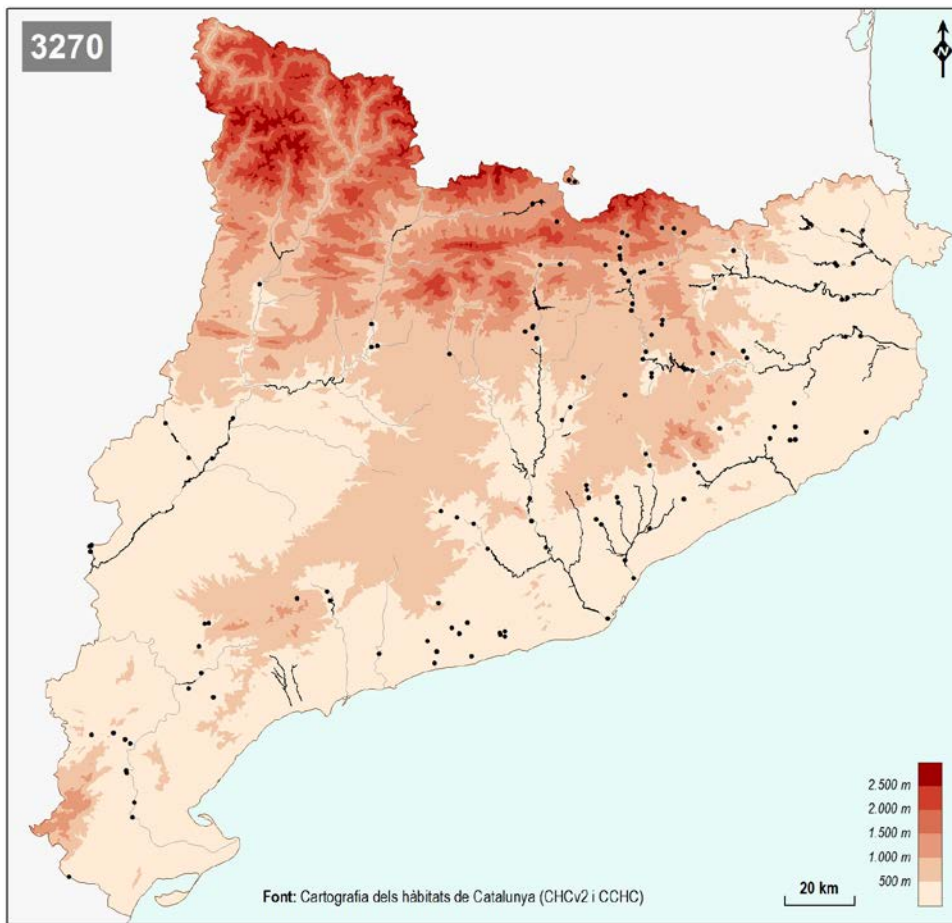 3270
N
2.500 m
2.000 m
1.500 m
1.000 m
500 m
20 km
Font: Cartografia dels hàbitats de Catalunya (CHCv2 i CCHC)